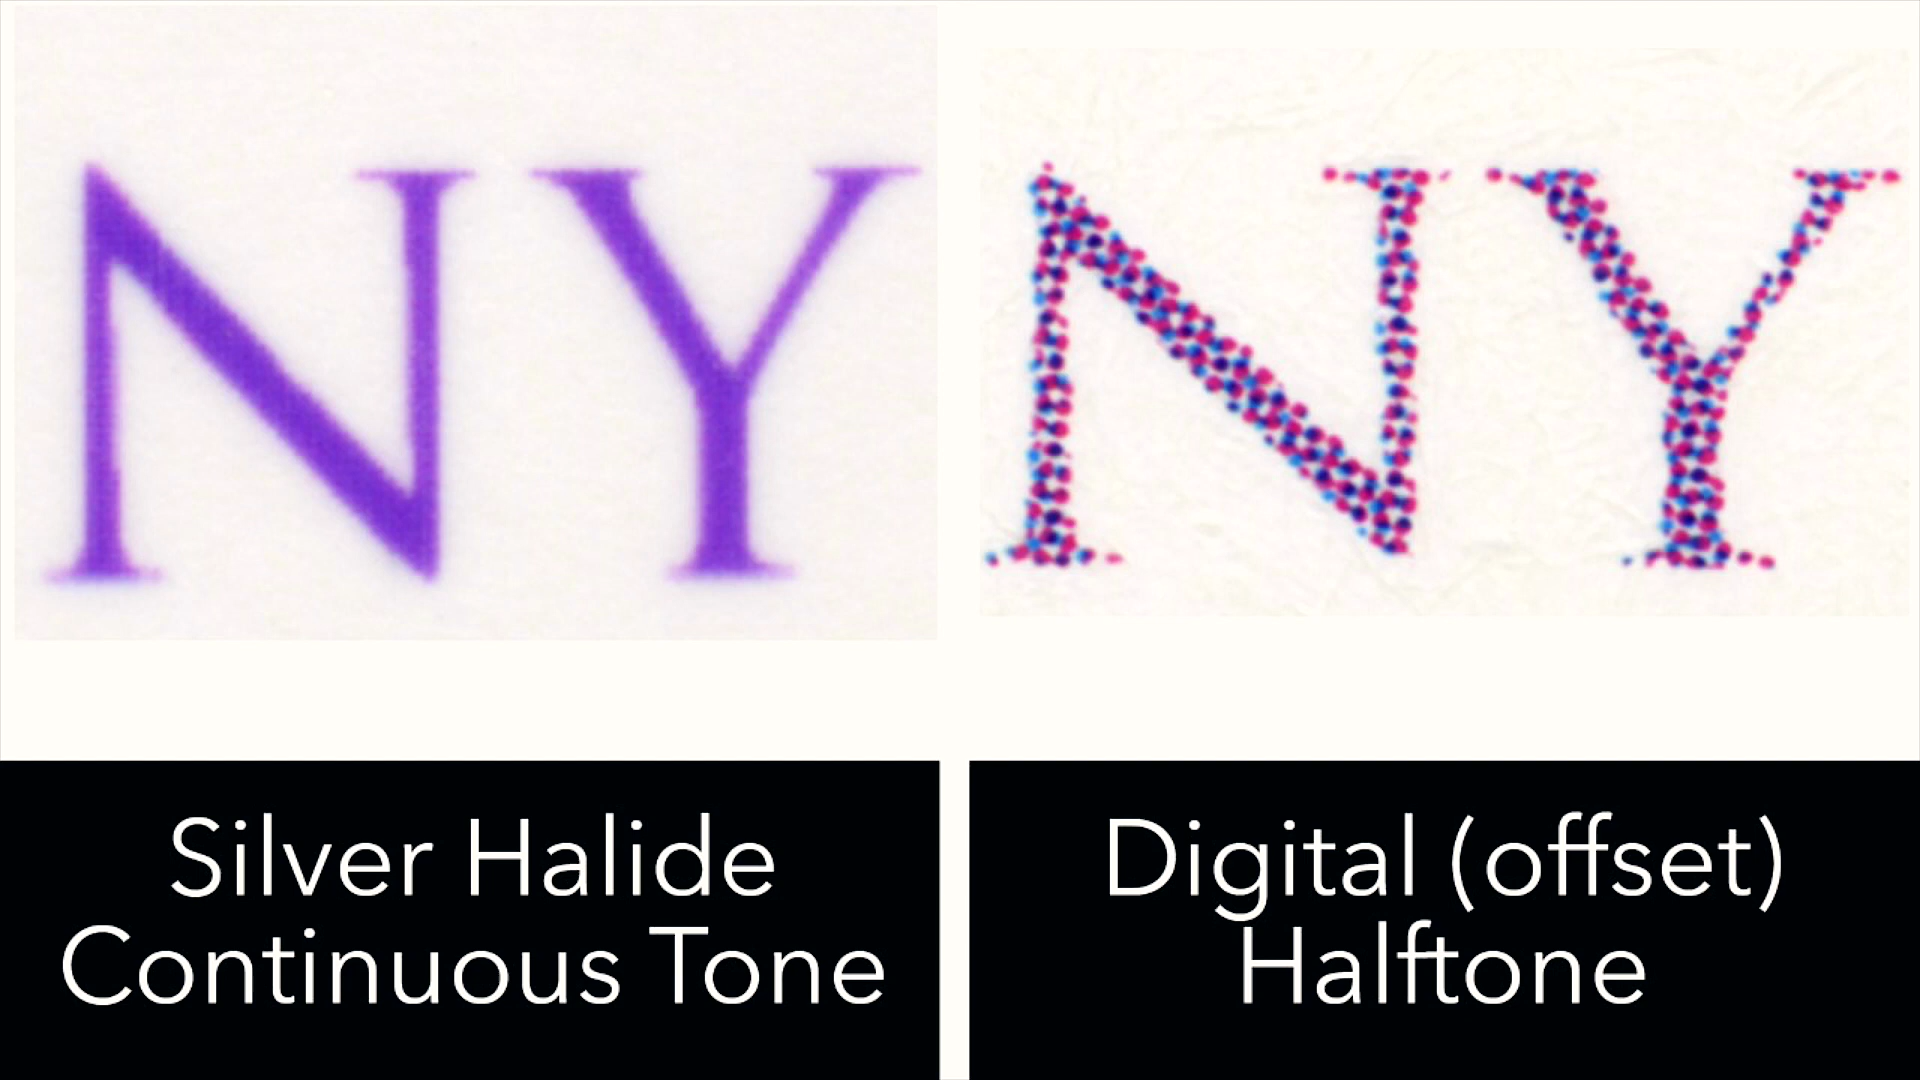 NY
NY
Silver Halide
Continuous Tone
Digital (offset)
Halftone